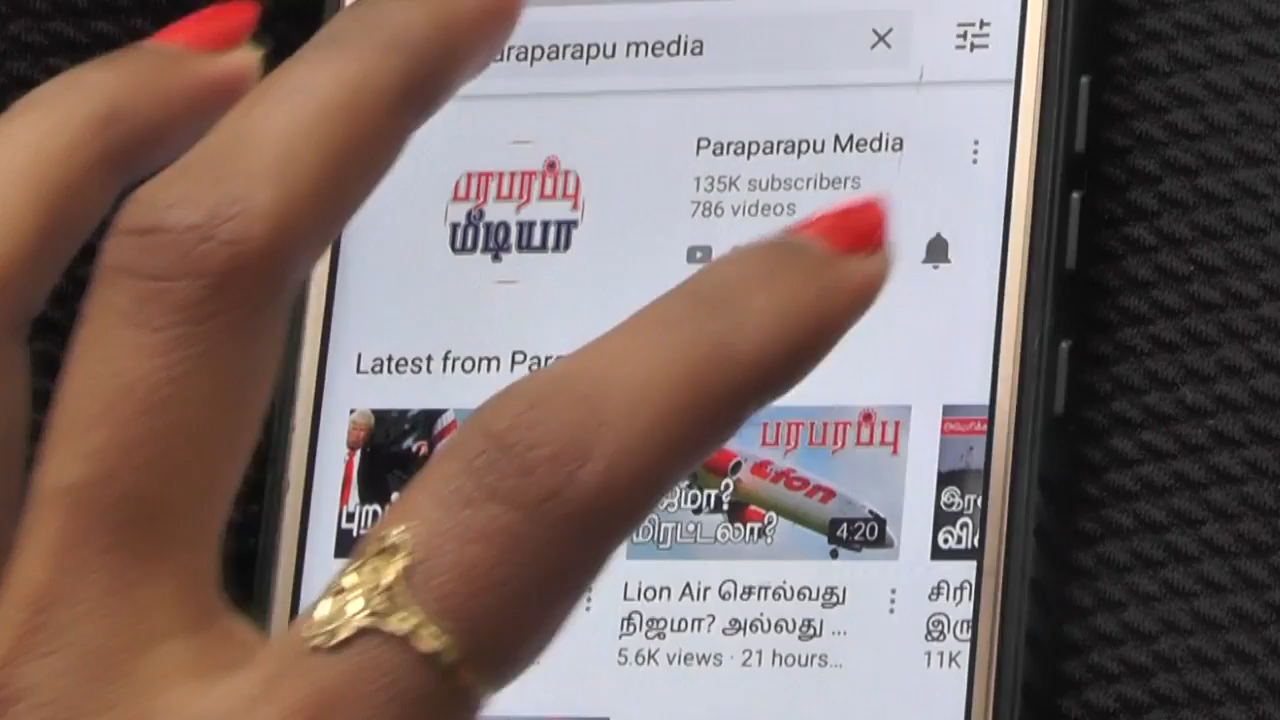 araparapu media
Paraparapu Media
135K subscribers
786 videos
பரபரப்பு
மீடியா
Latest from
பரபரப்பு
Lion
மிரட்டலா?
4:20
Lion Air சொல்வது
நிஜமா? அல்லது ...
5.6K views · 21 hours...
11K